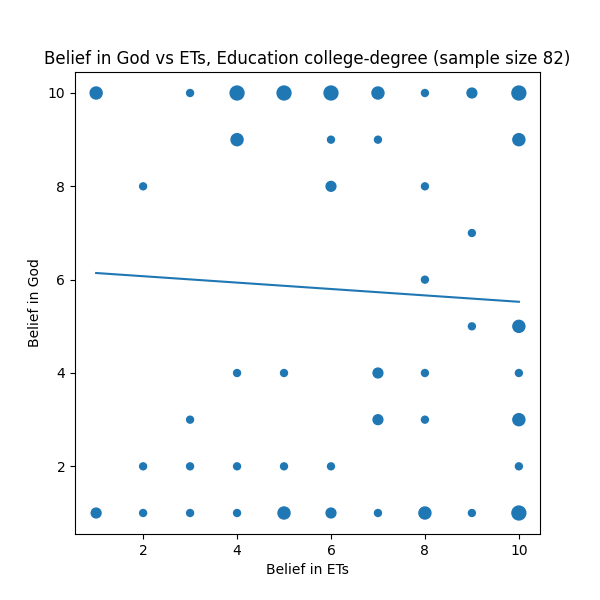 Belief in God vs ETs, Education college-degree (sample size 82)
10
8
6
4
2
Belief in God
2 4 6 8 10
Belief in ETs